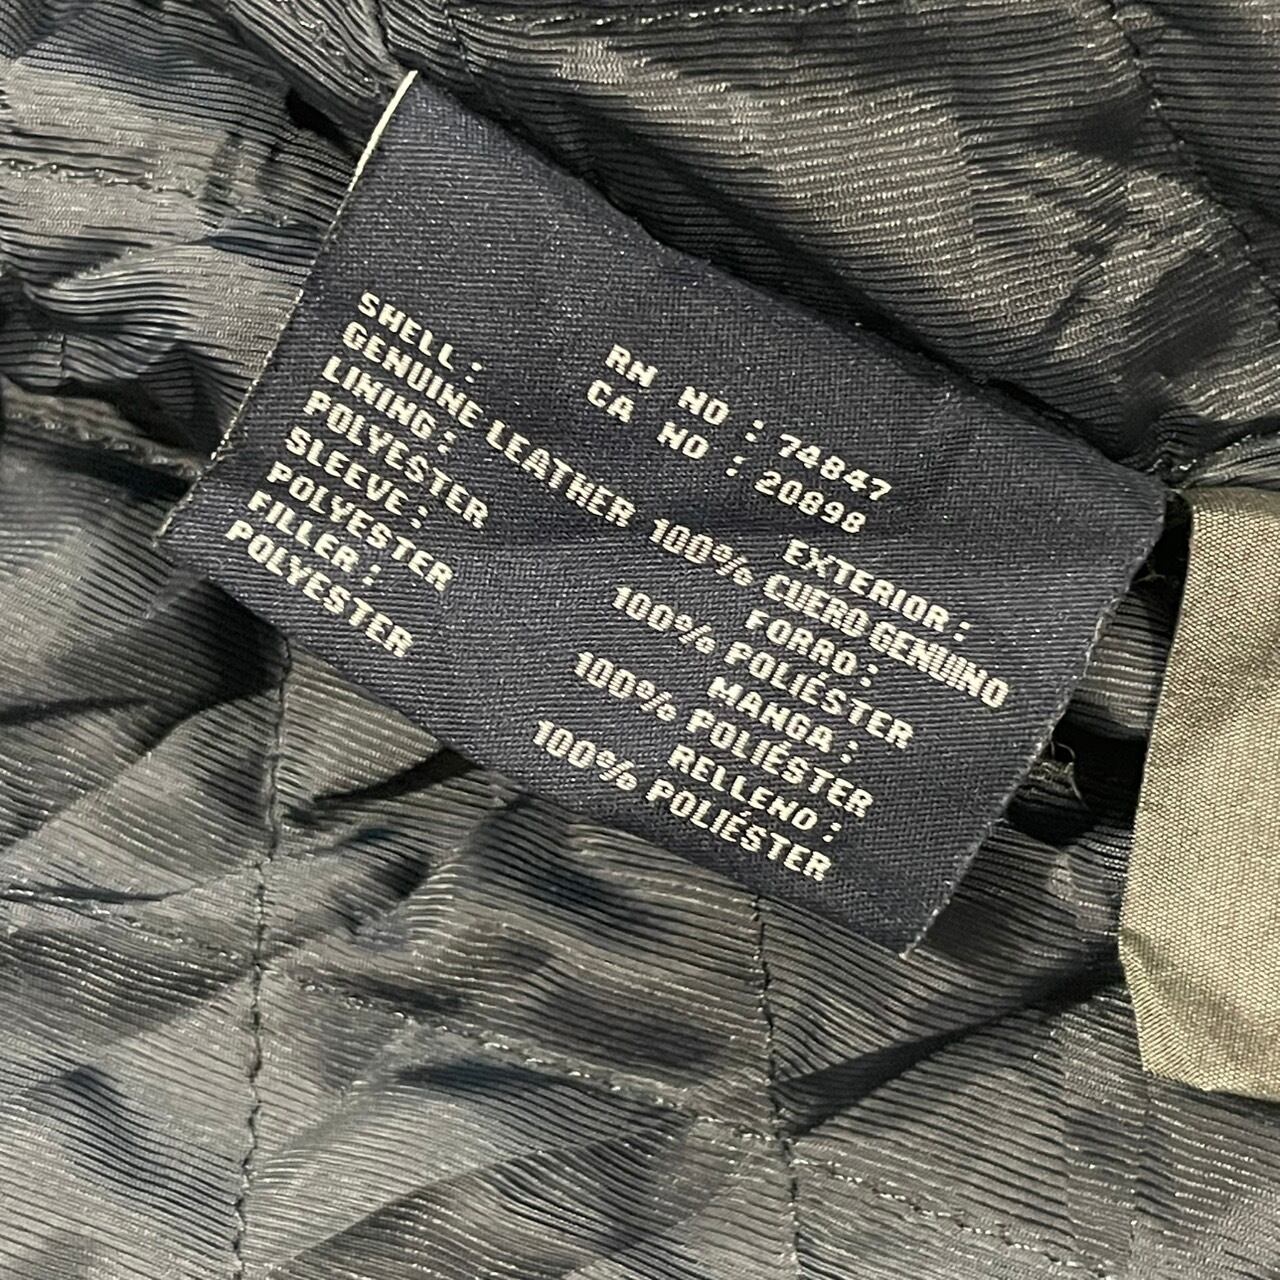 RN NO : 74847
CA NO : 20898
SHELL : EXTERIOR :
GENUINE LEATHER 100% CUERO GENUINO
LINING : FORRO :
POLYESTER 100% POLIÉSTER
SLEEVE : MANGA :
POLYESTER 100% POLIÉSTER
FILLER : RELLENO :
POLYESTER 100% POLIÉSTER